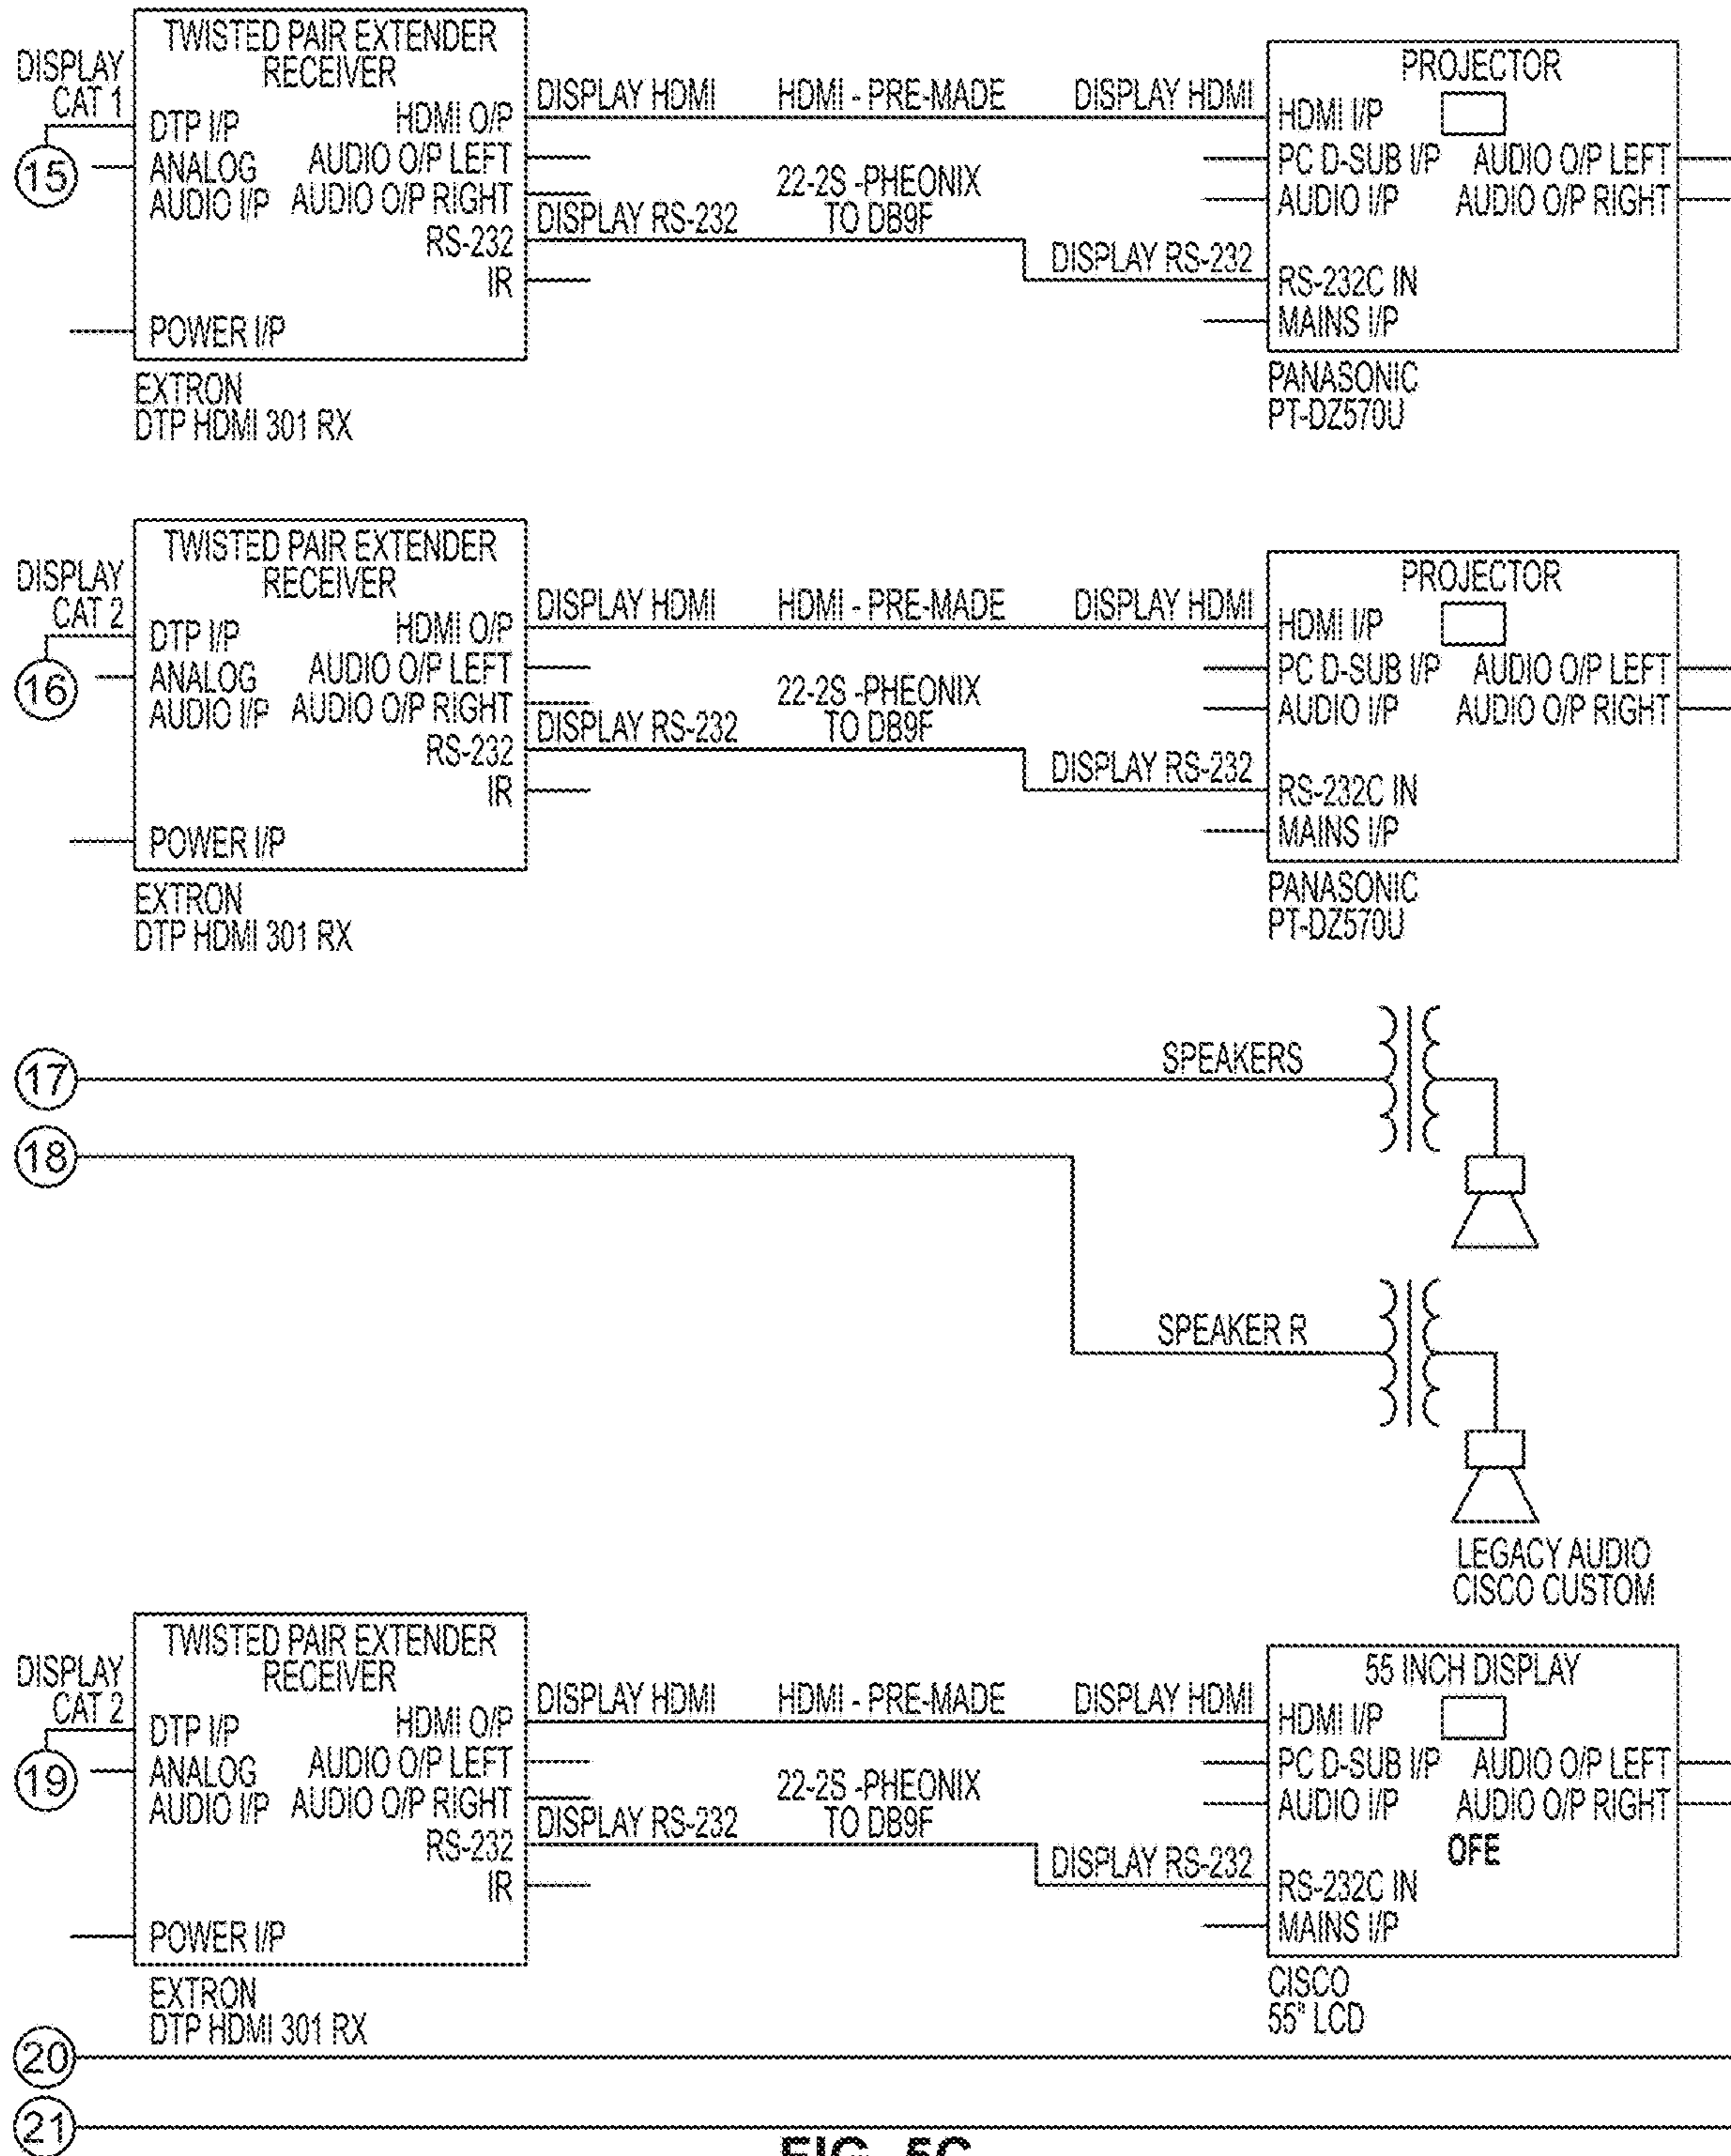 TWISTED PAIR EXTENDER
RECEIVER
DISPLAY
CAT 1
15
DTP I/P
ANALOG
AUDIO I/P
POWER I/P
HDMI O/P
AUDIO O/P LEFT
AUDIO O/P RIGHT
RS-232
IR
EXTRON
DTP HDMI 301 RX
DISPLAY HDMI HDMI - PRE-MADE DISPLAY HDMI
22-2S -PHEONIX
DISPLAY RS-232 TO DB9F
DISPLAY RS-232
PROJECTOR
HDMI I/P
PC D-SUB I/P AUDIO O/P LEFT
AUDIO I/P AUDIO O/P RIGHT
RS-232C IN
MAINS I/P
PANASONIC
PT-DZ570U
TWISTED PAIR EXTENDER
RECEIVER
DISPLAY
CAT 2
16
DTP I/P
ANALOG
AUDIO I/P
POWER I/P
HDMI O/P
AUDIO O/P LEFT
AUDIO O/P RIGHT
RS-232
IR
EXTRON
DTP HDMI 301 RX
DISPLAY HDMI HDMI - PRE-MADE DISPLAY HDMI
22-2S -PHEONIX
DISPLAY RS-232 TO DB9F
DISPLAY RS-232
PROJECTOR
HDMI I/P
PC D-SUB I/P AUDIO O/P LEFT
AUDIO I/P AUDIO O/P RIGHT
RS-232C IN
MAINS I/P
PANASONIC
PT-DZ570U
17
SPEAKERS
18
SPEAKER R
LEGACY AUDIO
CISCO CUSTOM
TWISTED PAIR EXTENDER
RECEIVER
DISPLAY
CAT 2
19
DTP I/P
ANALOG
AUDIO I/P
POWER I/P
HDMI O/P
AUDIO O/P LEFT
AUDIO O/P RIGHT
RS-232
IR
EXTRON
DTP HDMI 301 RX
DISPLAY HDMI HDMI - PRE-MADE DISPLAY HDMI
22-2S -PHEONIX
DISPLAY RS-232 TO DB9F
DISPLAY RS-232
55 INCH DISPLAY
HDMI I/P
PC D-SUB I/P AUDIO O/P LEFT
AUDIO I/P AUDIO O/P RIGHT
OFE
RS-232C IN
MAINS I/P
CISCO
55" LCD
20
21
FIG. 5C